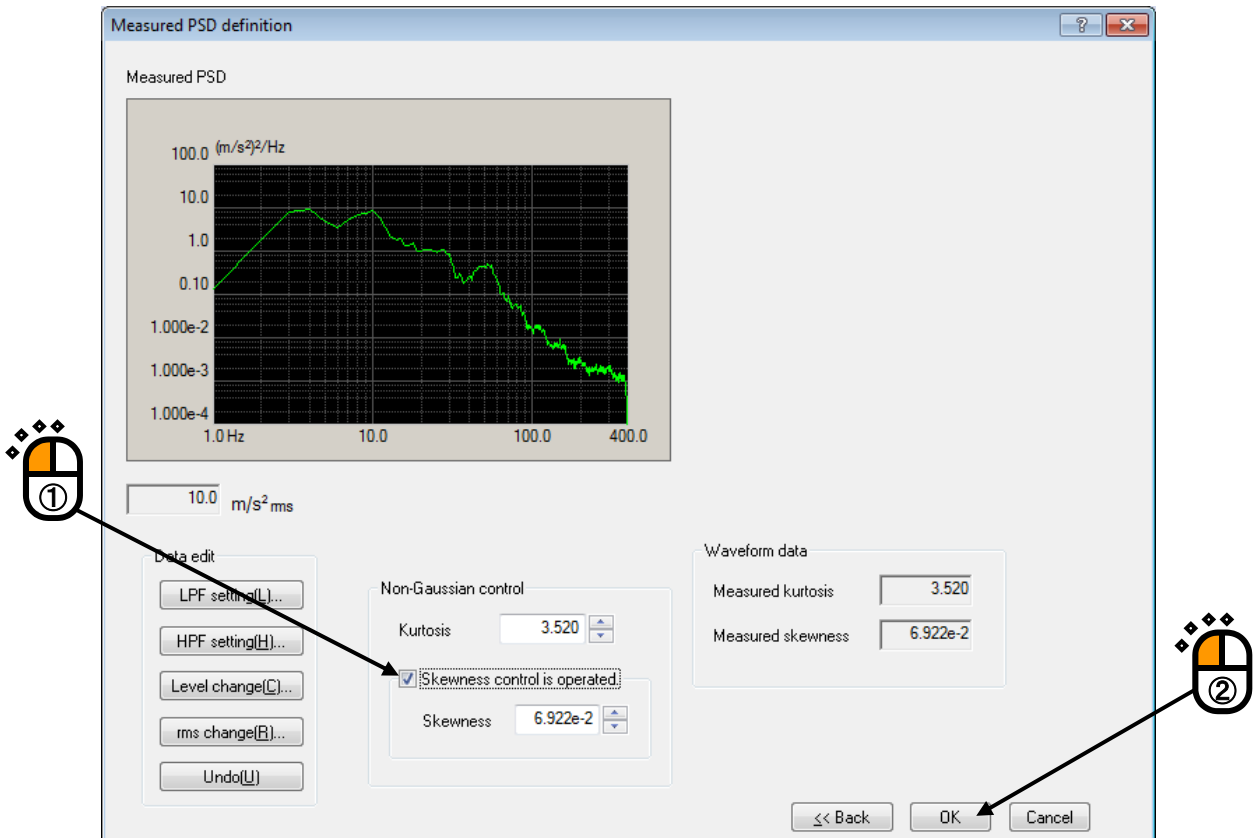 Measured PSD definition
?
Measured PSD
(m/s²)²/Hz
100.0
10.0
1.0
0.10
1.000e-2
1.000e-3
1.000e-4
1.0 Hz 10.0 100.0 400.0
①
10.0 m/s² rms
Data edit
LPF setting(L)...
HPF setting(H)...
Level change(C)...
rms change(R)...
Undo(U)
Non-Gaussian control
Kurtosis 3.520
Skewness control is operated.
Skewness 6.922e-2
Waveform data
Measured kurtosis 3.520
Measured skewness 6.922e-2
②
<< Back OK Cancel